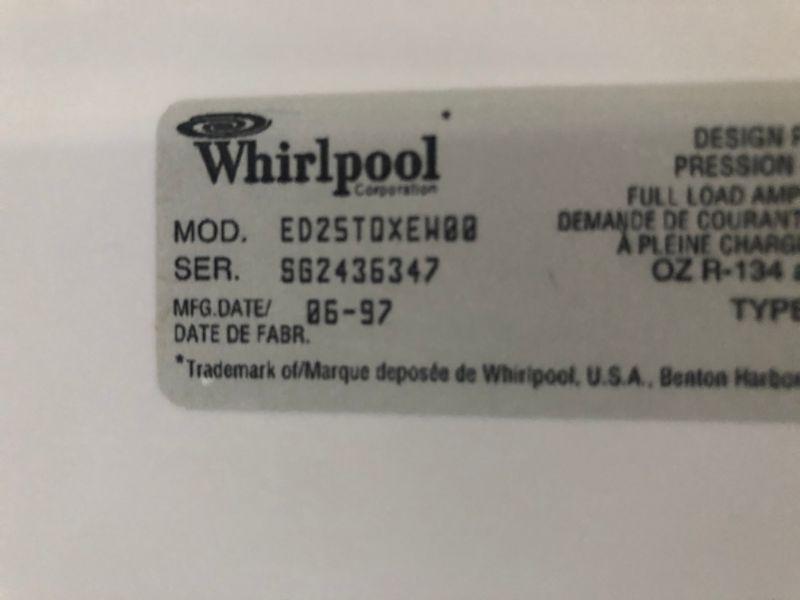 Whirlpool*
Corporation
MOD. ED25TQXEW00
SER. SG2436347
MFG.DATE/ 06-97
DATE DE FABR.
*Trademark of/Marque deposée de Whirlpool, U.S.A., Benton Harbor
DESIGN P
PRESSION
FULL LOAD AMP
DEMANDE DE COURANT
À PLEINE CHARG
OZ R-134 a
TYPE